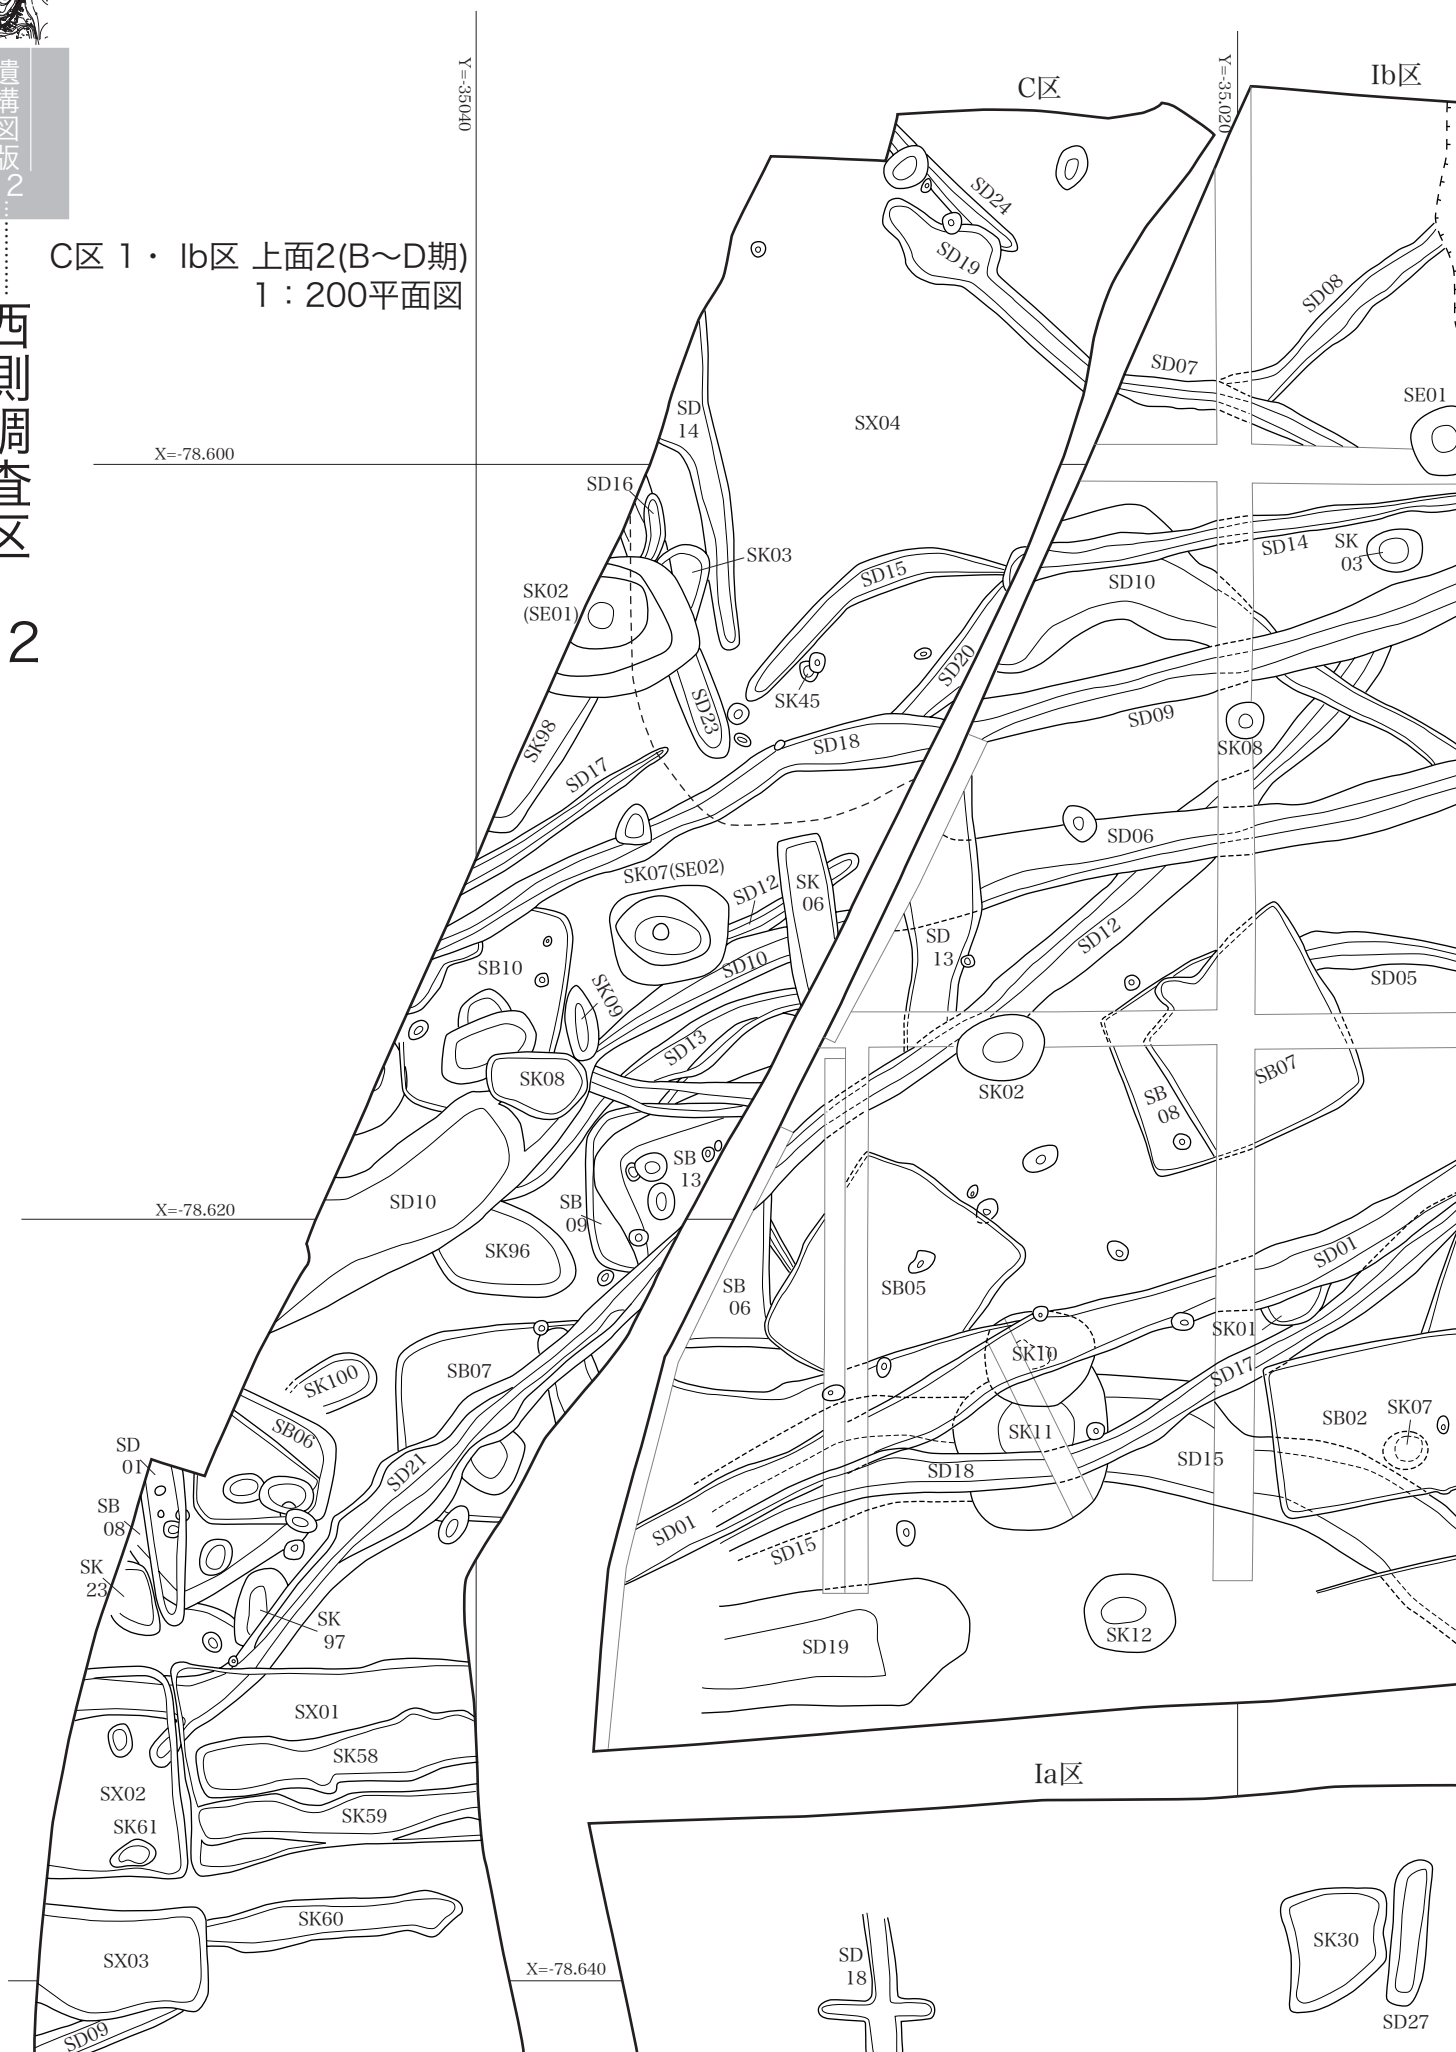 遺構図版 2
西側調査区 2
C区 1・ Ib区 上面2(B〜D期)
1：200平面図
Y=-35040
Y=-35.020
C区
Ib区
SD24
SD19
SD08
SD07
SE01
SD
14
SX04
X=-78.600
SD16
SK03
SK02
(SE01)
SD15
SD14
SK
03
SD10
SD20
SK45
SD23
SD09
SK08
SK98
SD17
SD18
SD06
SK07(SE02)
SD12
SK
06
SD
13
SD12
SD05
SB10
SD10
SK09
SD13
SK08
SK02
SB07
SB
08
SB
13
SD10
SB
09
X=-78.620
SK96
SD01
SB
06
SB05
SK01
SK10
SB07
SD17
SK100
SB02
SK07
SB06
SK11
SD
01
SD21
SD18
SD15
SB
08
SD01
SD15
SK
23
SK
97
SD19
SK12
SX01
SK58
Ia区
SX02
SK59
SK61
SK60
SX03
X=-78.640
SD
18
SK30
SD27
SD09